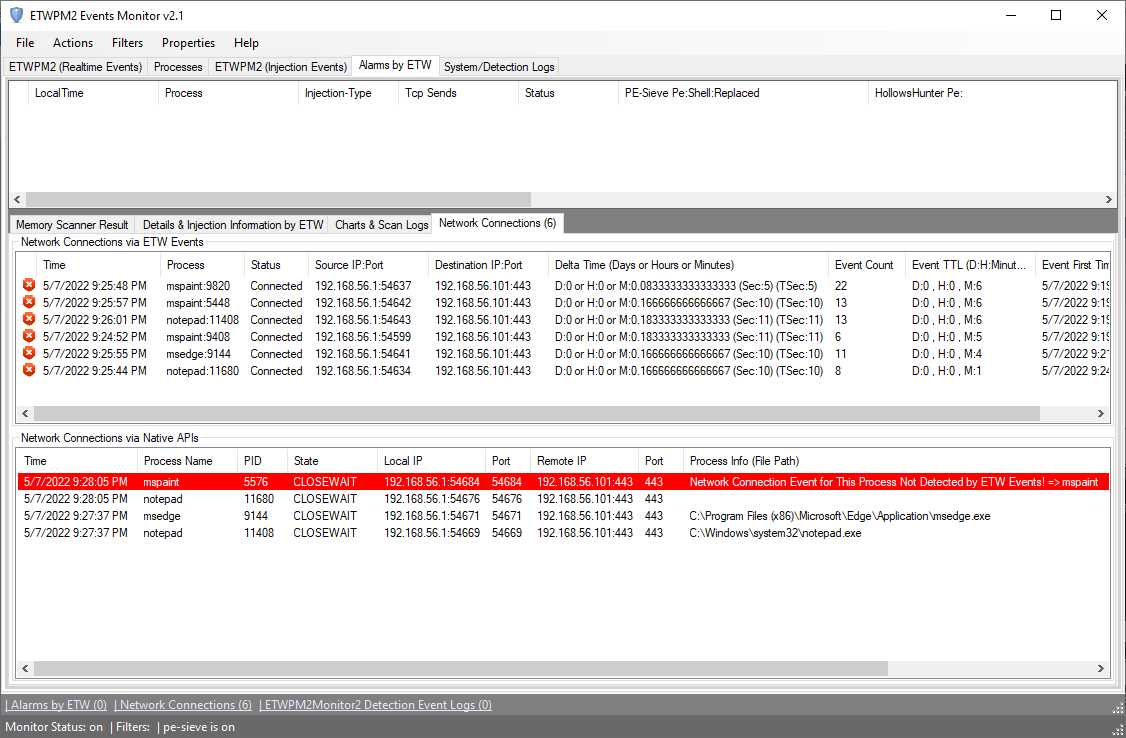 ETWPM2 Events Monitor v2.1
File Actions Filters Properties Help
ETWPM2 (Realtime Events) Processes ETWPM2 (Injection Events) Alarms by ETW System/Detection Logs
LocalTime Process Injection-Type Tcp Sends Status PE-Sieve Pe:Shell:Replaced HollowsHunter Pe:
Memory Scanner Result Details & Injection Information by ETW Charts & Scan Logs Network Connections (6)
Network Connections via ETW Events
Time Process Status Source IP:Port Destination IP:Port Delta Time (Days or Hours or Minutes) Event Count Event TTL (D:H:Minut... Event First Tim
5/7/2022 9:25:48 PM mspaint:9820 Connected 192.168.56.1:54637 192.168.56.101:443 D:0 or H:0 or M:0.0833333333333333 (Sec:5) (TSec:5) 22 D:0 , H:0 , M:6 5/7/2022 9:19
5/7/2022 9:25:57 PM mspaint:5448 Connected 192.168.56.1:54642 192.168.56.101:443 D:0 or H:0 or M:0.166666666666667 (Sec:10) (TSec:10) 13 D:0 , H:0 , M:6 5/7/2022 9:19
5/7/2022 9:26:01 PM notepad:11408 Connected 192.168.56.1:54643 192.168.56.101:443 D:0 or H:0 or M:0.183333333333333 (Sec:11) (TSec:11) 13 D:0 , H:0 , M:6 5/7/2022 9:19
5/7/2022 9:24:52 PM mspaint:9408 Connected 192.168.56.1:54599 192.168.56.101:443 D:0 or H:0 or M:0.183333333333333 (Sec:11) (TSec:11) 6 D:0 , H:0 , M:5 5/7/2022 9:19
5/7/2022 9:25:55 PM msedge:9144 Connected 192.168.56.1:54641 192.168.56.101:443 D:0 or H:0 or M:0.166666666666667 (Sec:10) (TSec:10) 11 D:0 , H:0 , M:4 5/7/2022 9:21
5/7/2022 9:25:44 PM notepad:11680 Connected 192.168.56.1:54634 192.168.56.101:443 D:0 or H:0 or M:0.166666666666667 (Sec:10) (TSec:10) 8 D:0 , H:0 , M:1 5/7/2022 9:24
Network Connections via Native APIs
Time Process Name PID State Local IP Port Remote IP Port Process Info (File Path)
5/7/2022 9:28:05 PM mspaint 5576 CLOSEWAIT 192.168.56.1:54684 54684 192.168.56.101:443 443 Network Connection Event for This Process Not Detected by ETW Events! => mspaint
5/7/2022 9:28:05 PM notepad 11680 CLOSEWAIT 192.168.56.1:54676 54676 192.168.56.101:443 443
5/7/2022 9:27:37 PM msedge 9144 CLOSEWAIT 192.168.56.1:54671 54671 192.168.56.101:443 443 C:\Program Files (x86)\Microsoft\Edge\Application\msedge.exe
5/7/2022 9:27:37 PM notepad 11408 CLOSEWAIT 192.168.56.1:54669 54669 192.168.56.101:443 443 C:\Windows\system32\notepad.exe
| Alarms by ETW (0) | Network Connections (6) | ETWPM2Monitor2 Detection Event Logs (0)
Monitor Status: on | Filters: | pe-sieve is on